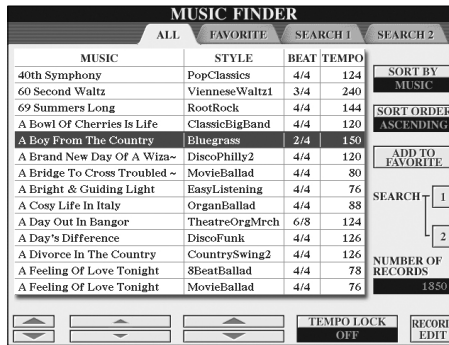 MUSIC FINDER
ALL FAVORITE SEARCH 1 SEARCH 2
MUSIC STYLE BEAT TEMPO
40th Symphony PopClassics 4/4 124
60 Second Waltz VienneseWaltz1 3/4 240
69 Summers Long RootRock 4/4 144
A Bowl Of Cherries Is Life ClassicBigBand 4/4 120
A Boy From The Country Bluegrass 2/4 150
A Brand New Day Of A Wiza~ DiscoPhilly2 4/4 120
A Bridge To Cross Troubled ~ MovieBallad 4/4 80
A Bright & Guiding Light EasyListening 4/4 76
A Cosy Life In Italy OrganBallad 4/4 88
A Day Out In Bangor TheatreOrgMrch 6/8 124
A Day's Difference DiscoFunk 4/4 126
A Divorce In The Country CountrySwing2 4/4 126
A Feeling Of Love Tonight 8BeatBallad 4/4 78
A Feeling Of Love Tonight MovieBallad 4/4 76
SORT BY
MUSIC
SORT ORDER
ASCENDING
ADD TO
FAVORITE
SEARCH 1
2
NUMBER OF
RECORDS
1850
TEMPO LOCK
OFF
RECORD
EDIT